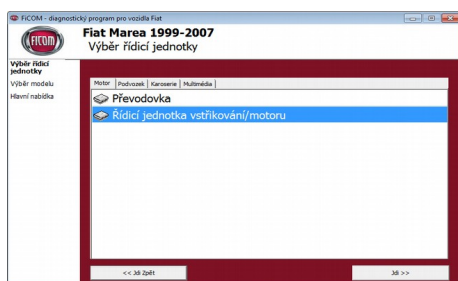 FiCOM - diagnostický program pro vozidla Fiat
FICOM
Fiat Marea 1999-2007
Výběr řídicí jednotky
Výběr řídicí
jednotky
Výběr modelu
Hlavní nabídka
Motor Podvozek Karoserie Multimédia
Převodovka
Řídicí jednotka vstřikování/motoru
<< Jdi Zpět
Jdi >>